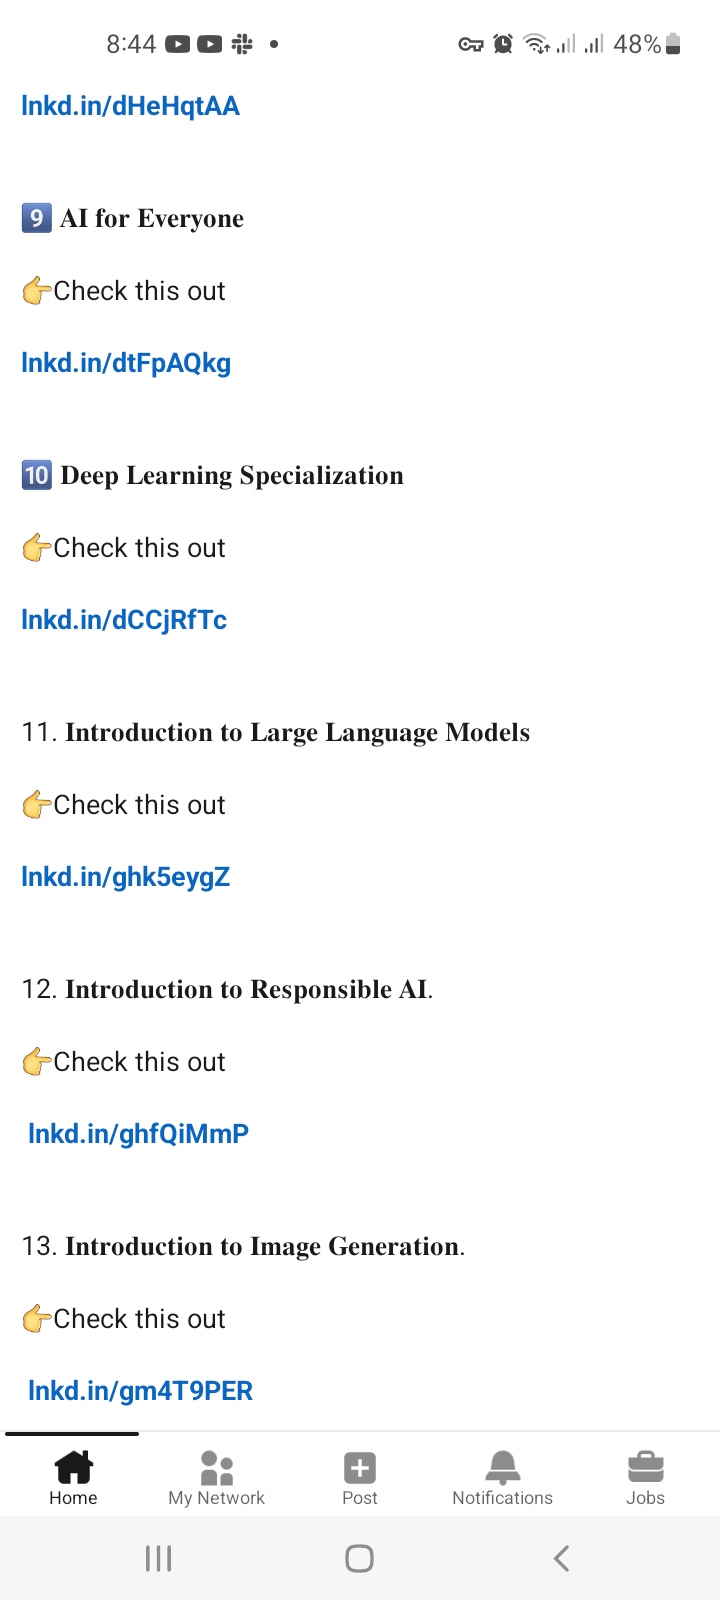 8:44 48%
lnkd.in/dHeHqtAA
9 AI for Everyone
👉Check this out
lnkd.in/dtFpAQkg
10 Deep Learning Specialization
👉Check this out
lnkd.in/dCCjRfTc
11. Introduction to Large Language Models
👉Check this out
lnkd.in/ghk5eygZ
12. Introduction to Responsible AI.
👉Check this out
lnkd.in/ghfQiMmP
13. Introduction to Image Generation.
👉Check this out
lnkd.in/gm4T9PER
Home My Network Post Notifications Jobs